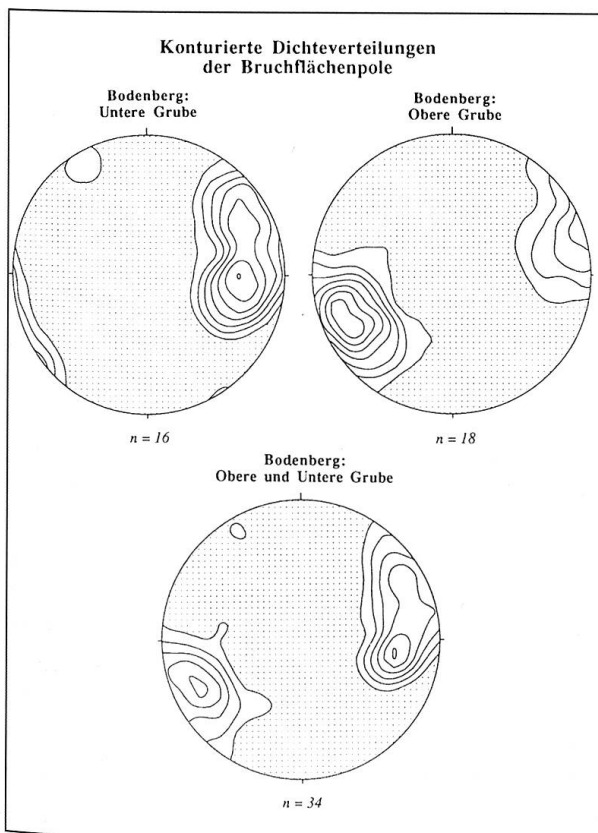 Konturierte Dichteverteilungen
der Bruchflächenpole
Bodenberg:
Untere Grube
Bodenberg:
Obere Grube
n = 16
n = 18
Bodenberg:
Obere und Untere Grube
n = 34